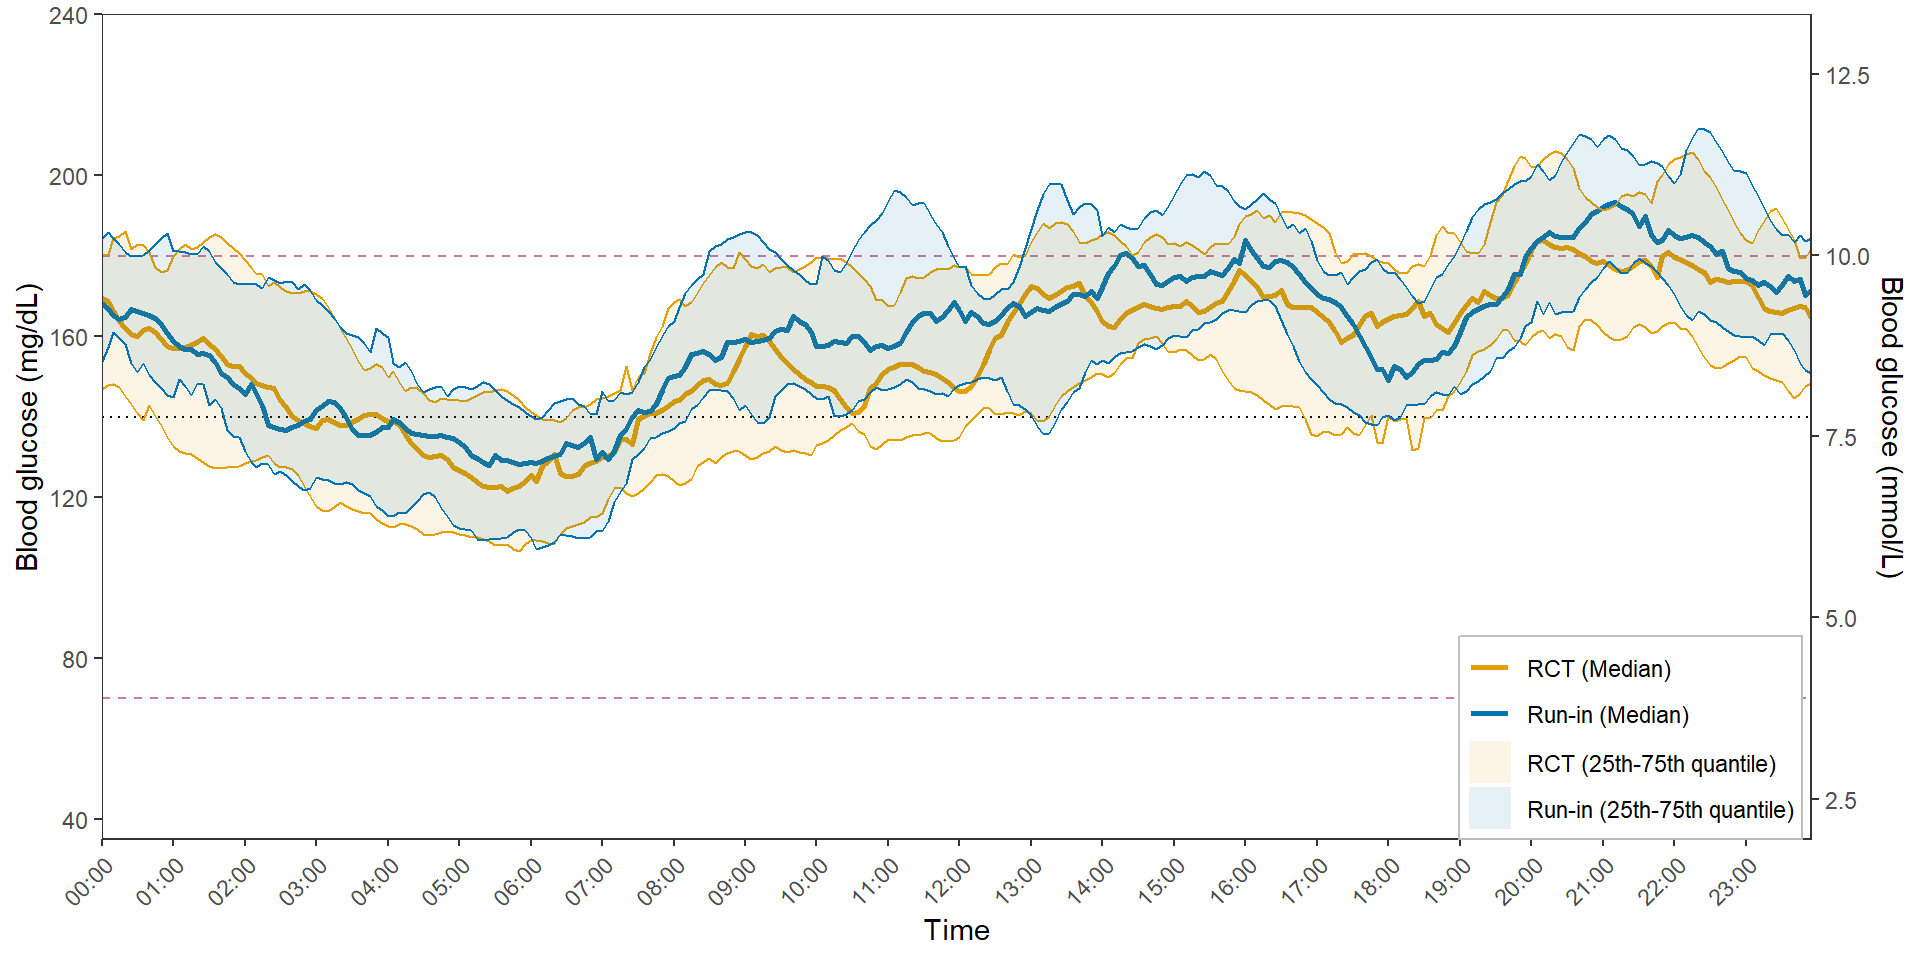 Blood glucose (mg/dL)
240
200
160
120
80
40
12.5
10.0
7.5
5.0
2.5
Blood glucose (mmol/L)
RCT (Median)
Run-in (Median)
RCT (25th-75th quantile)
Run-in (25th-75th quantile)
00:00 01:00 02:00 03:00 04:00 05:00 06:00 07:00 08:00 09:00 10:00 11:00 12:00 13:00 14:00 15:00 16:00 17:00 18:00 19:00 20:00 21:00 22:00 23:00
Time